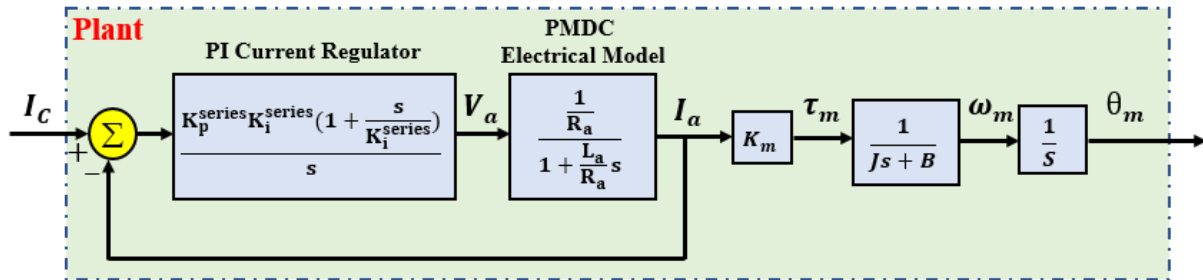 Plant
PMDC
Electrical Model
PI Current Regulator
I_C
+
−
Σ
K_p^series K_i^series (1 + s/K_i^series)
s
V_a
1/R_a
1 + L_a/R_a s
I_a
K_m
τ_m
1
Js + B
ω_m
1
S
θ_m